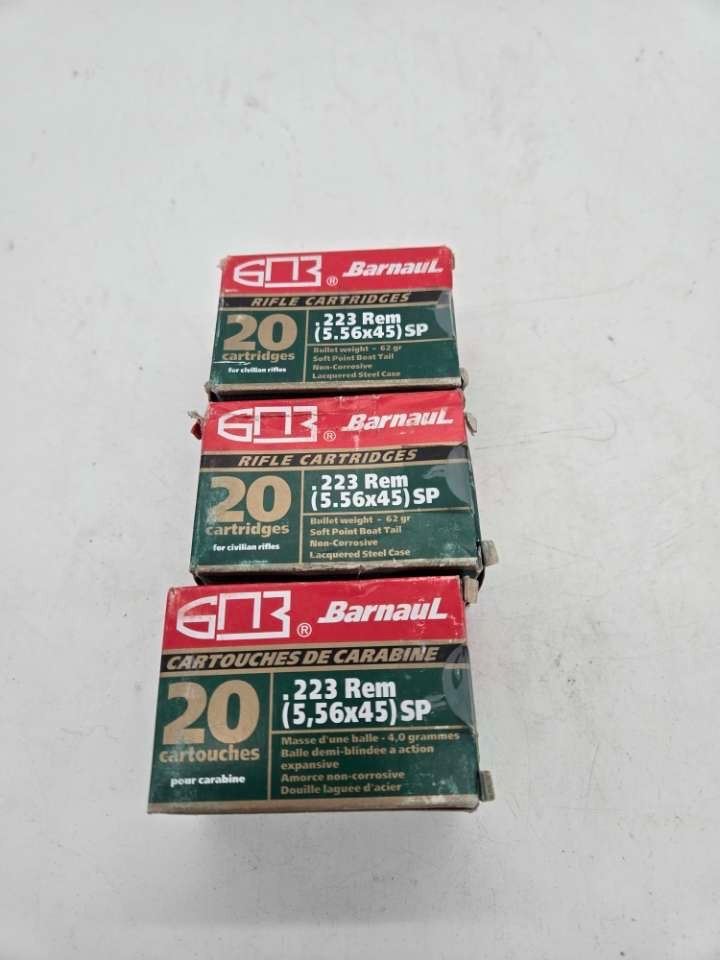 БПЗ® BarnauL
RIFLE CARTRIDGES
20
cartridges
for civilian rifles
.223 Rem
(5.56x45) SP
Bullet weight - 62 gr
Soft Point Boat Tail
Non-Corrosive
Lacquered Steel Case
БПЗ® BarnauL
RIFLE CARTRIDGES
20
cartridges
for civilian rifles
.223 Rem
(5.56x45) SP
Bullet weight - 62 gr
Soft Point Boat Tail
Non-Corrosive
Lacquered Steel Case
БПЗ® BarnauL
CARTOUCHES DE CARABINE
20
cartouches
pour carabine
.223 Rem
(5,56x45) SP
Masse d'une balle - 4,0 grammes
Balle demi-blindee a action
expansive
Amorce non-corrosive
Douille laguee d'acier